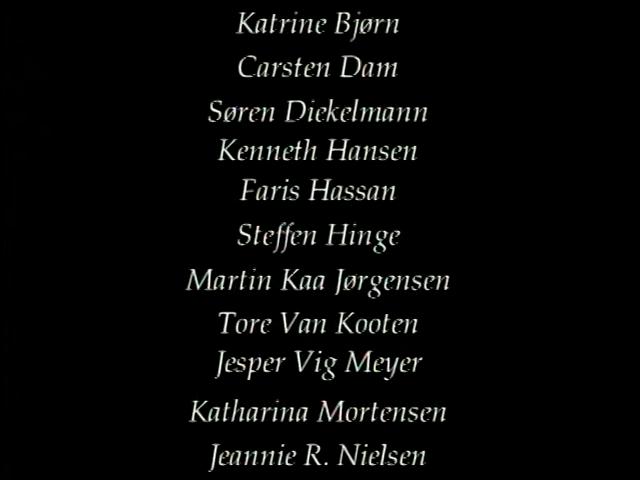 Katrine Bjørn
Carsten Dam
Søren Diekelmann
Kenneth Hansen
Faris Hassan
Steffen Hinge
Martin Kaa Jørgensen
Tore Van Kooten
Jesper Vig Meyer
Katharina Mortensen
Jeannie R. Nielsen